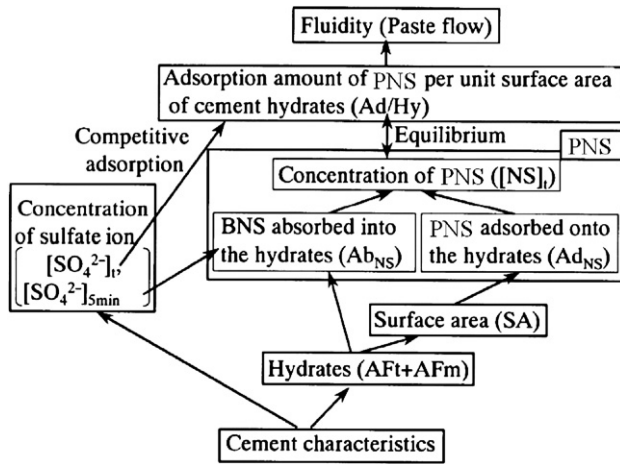 Fluidity (Paste flow)
Adsorption amount of PNS per unit surface area
of cement hydrates (Ad/Hy)
Competitive
adsorption
Equilibrium
PNS
Concentration of PNS ([NS]t)
Concentration
of sulfate ion
[SO₄²⁻]t,
[SO₄²⁻]5min
BNS absorbed into
the hydrates (AbNS)
PNS adsorbed onto
the hydrates (AdNS)
Surface area (SA)
Hydrates (AFt+AFm)
Cement characteristics